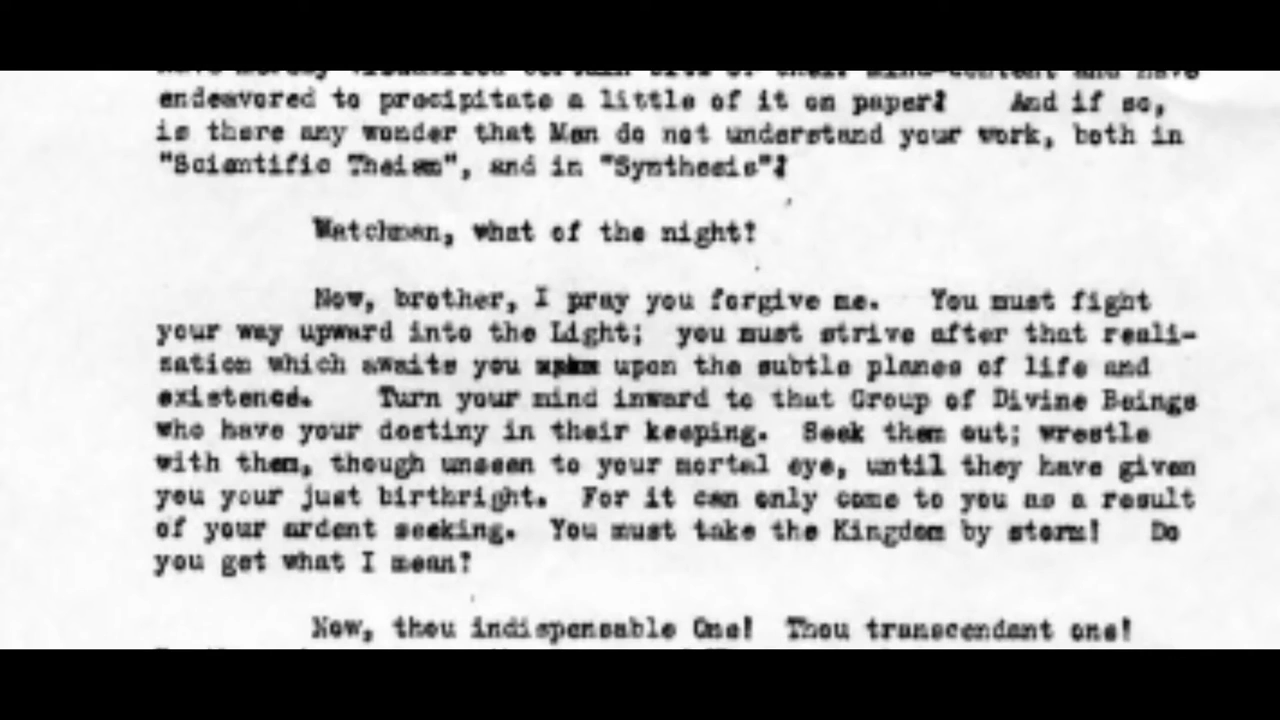 endeavored to precipitate a little of it on paper? And if so,
is there any wonder that Men do not understand your work, both in
"Scientific Theism", and in "Synthesis"?
Watchman, what of the night?
Now, brother, I pray you forgive me. You must fight
your way upward into the Light; you must strive after that reali-
zation which awaits you upon the subtle planes of life and
existence. Turn your mind inward to that Group of Divine Beings
who have your destiny in their keeping. Seek them out; wrestle
with them, though unseen to your mortal eye, until they have given
you your just birthright. For it can only come to you as a result
of your ardent seeking. You must take the Kingdom by storm! Do
you get what I mean?
Now, thou indispensable One! Thou transcendant one!